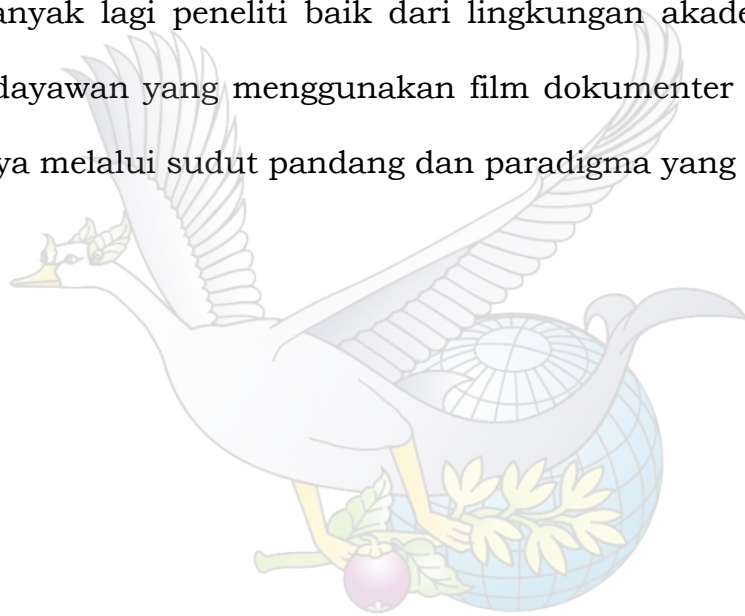 anyak lagi peneliti baik dari lingkungan akade
dayawan yang menggunakan film dokumenter
ya melalui sudut pandang dan paradigma yang